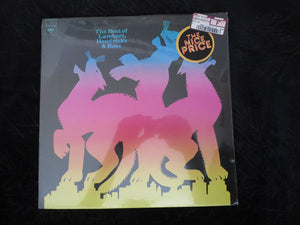 The Best of
Lambert,
Hendricks
& Ross
THE
NICE
PRICE